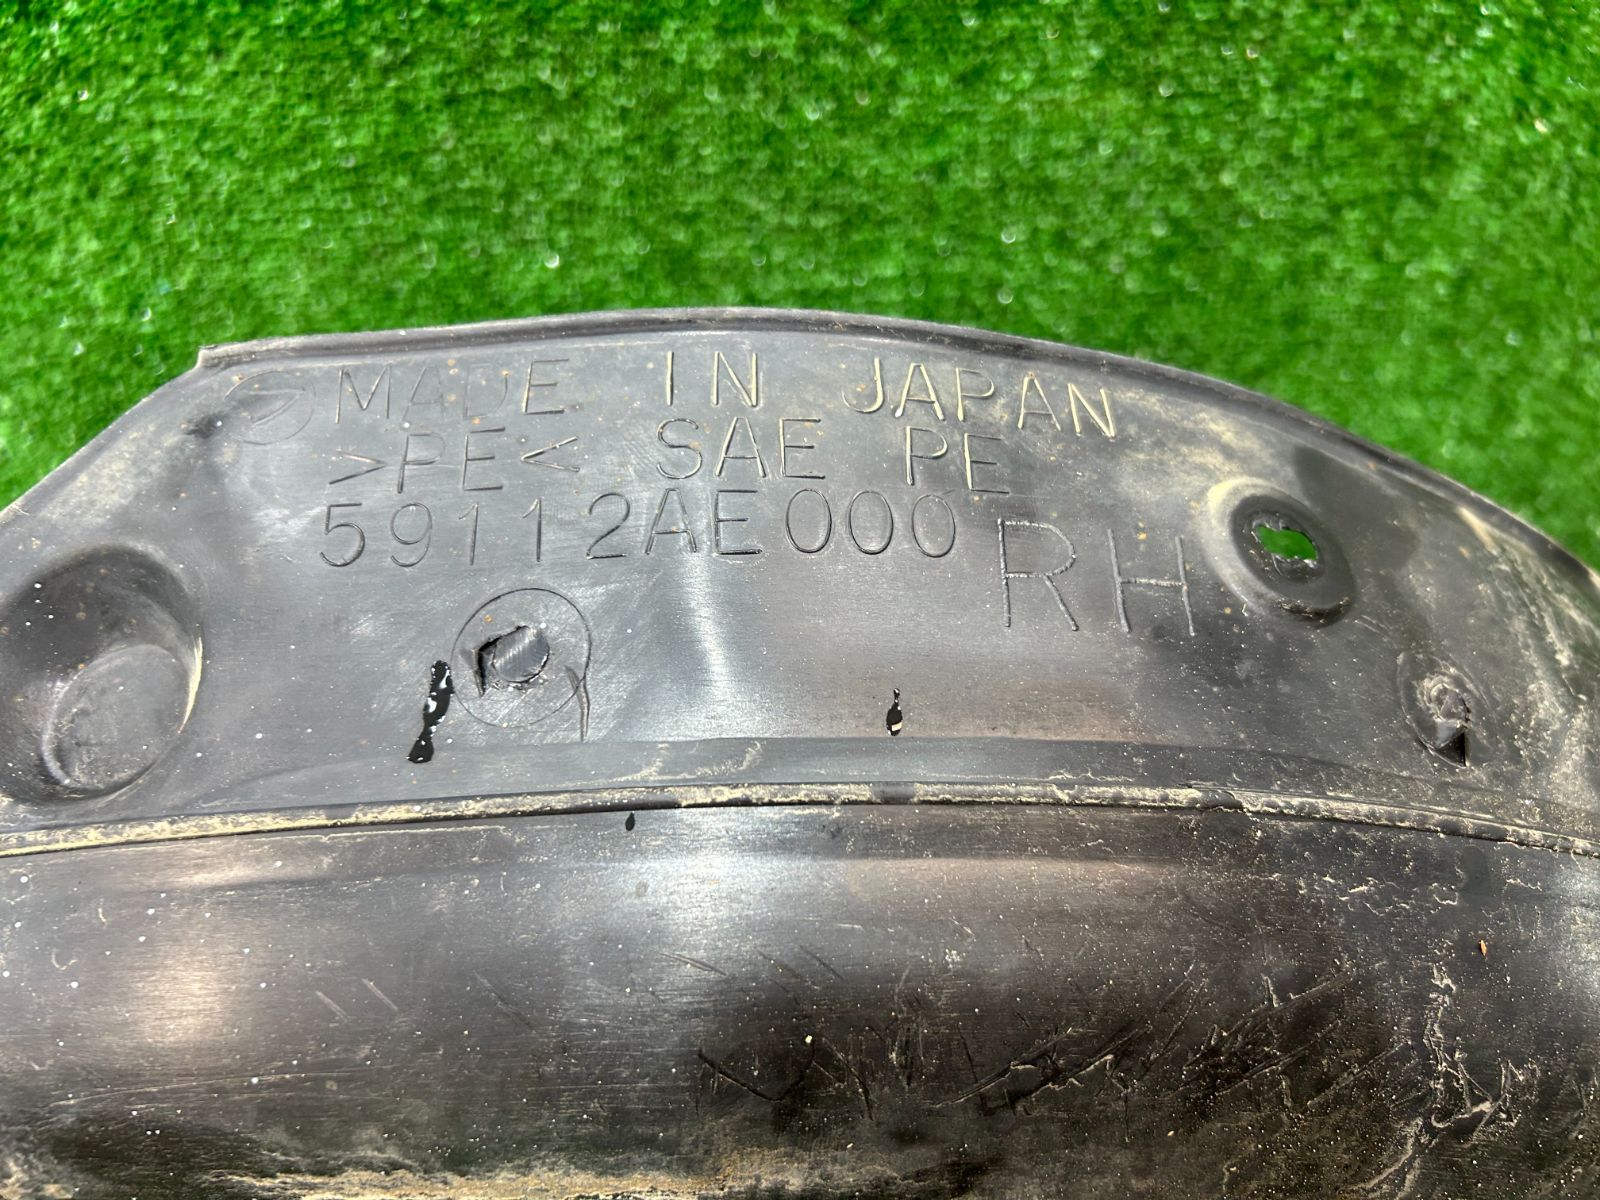 MADE IN JAPAN
>PE< SAE PE
59112AE000 RH